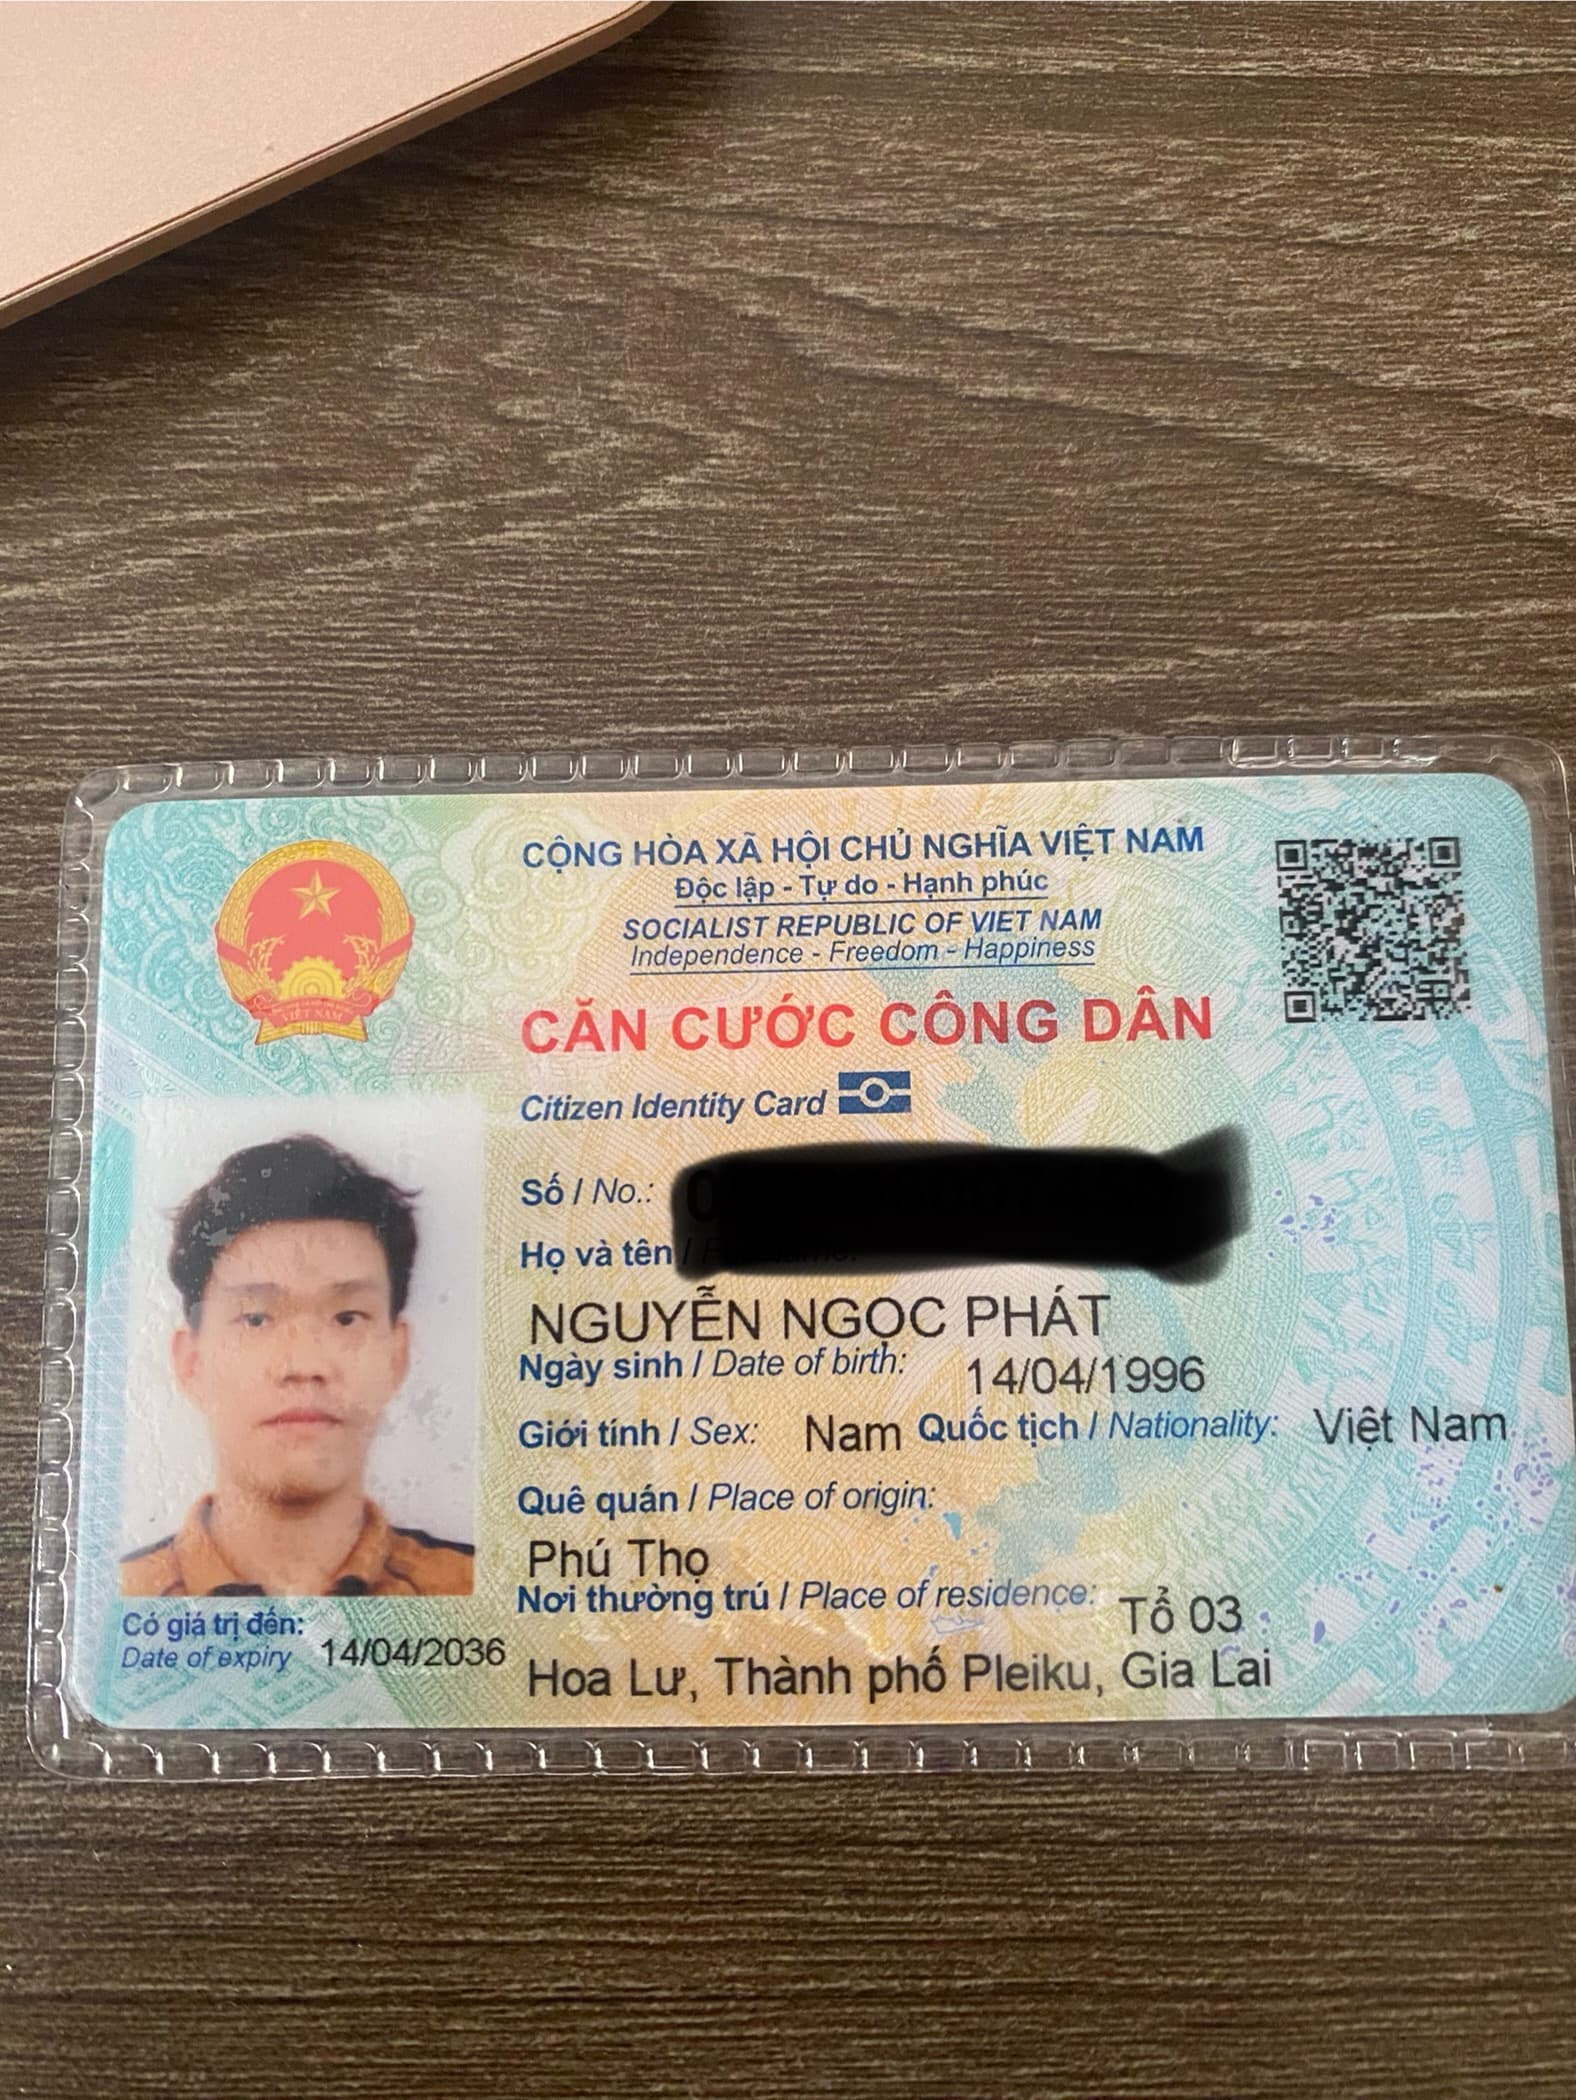 CỘNG HÒA XÃ HỘI CHỦ NGHĨA VIỆT NAM
Độc lập - Tự do - Hạnh phúc
SOCIALIST REPUBLIC OF VIET NAM
Independence - Freedom - Happiness
CĂN CƯỚC CÔNG DÂN
Citizen Identity Card
VIỆT NAM
Số / No.:
Họ và tên /
NGUYỄN NGỌC PHÁT
Ngày sinh / Date of birth: 14/04/1996
Giới tính / Sex: Nam Quốc tịch / Nationality: Việt Nam
Quê quán / Place of origin:
Phú Thọ
Nơi thường trú / Place of residence: Tổ 03
Hoa Lư, Thành phố Pleiku, Gia Lai
Có giá trị đến:
Date of expiry 14/04/2036